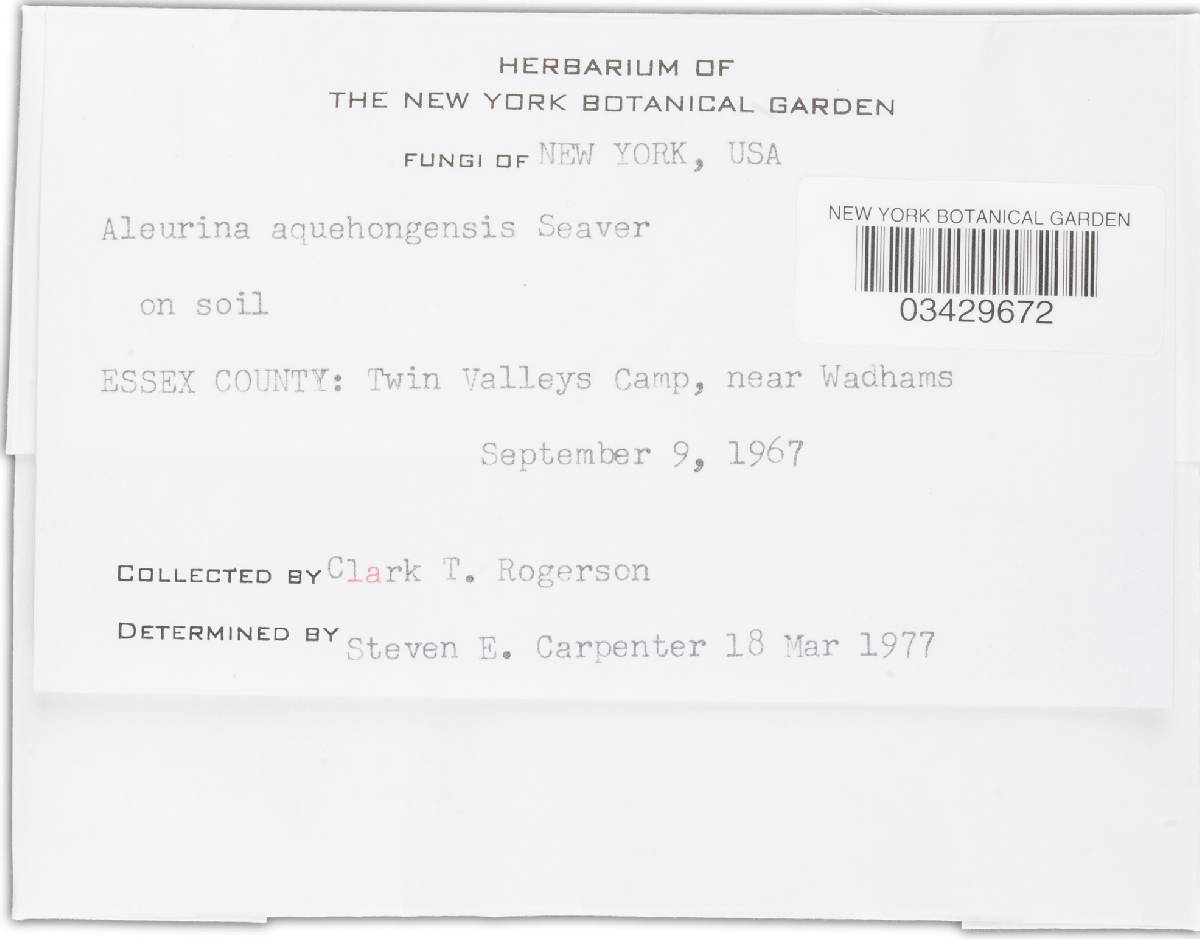 HERBARIUM OF
THE NEW YORK BOTANICAL GARDEN
FUNGI OF NEW YORK, USA
Aleurina aquehongensis Seaver
NEW YORK BOTANICAL GARDEN
03429672
on soil
ESSEX COUNTY: Twin Valleys Camp, near Wadhams
September 9, 1967
COLLECTED BY Clark T. Rogerson
DETERMINED BY Steven E. Carpenter 18 Mar 1977